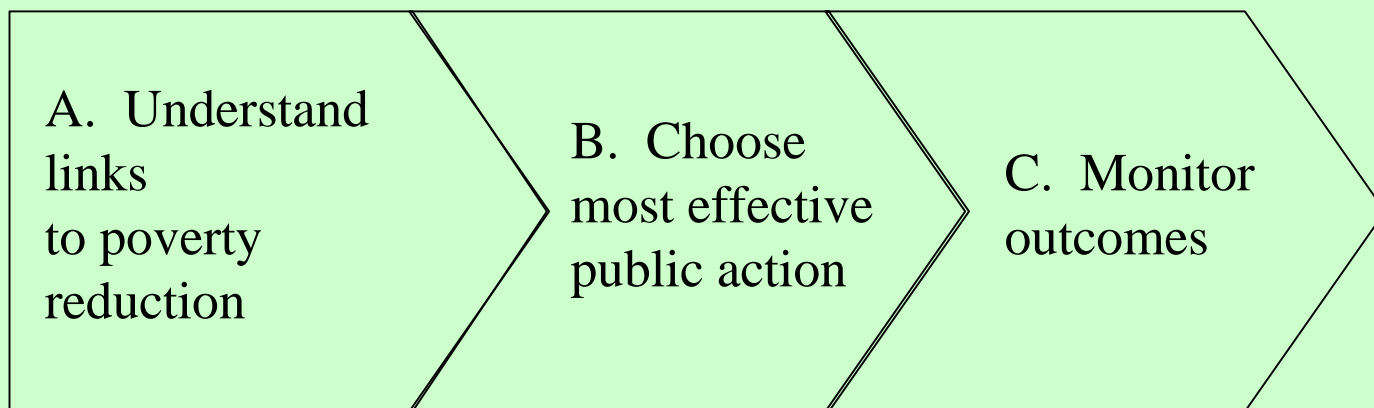 A.  Understand
links
to poverty
reduction
B.  Choose
most effective
public action
C.  Monitor
outcomes